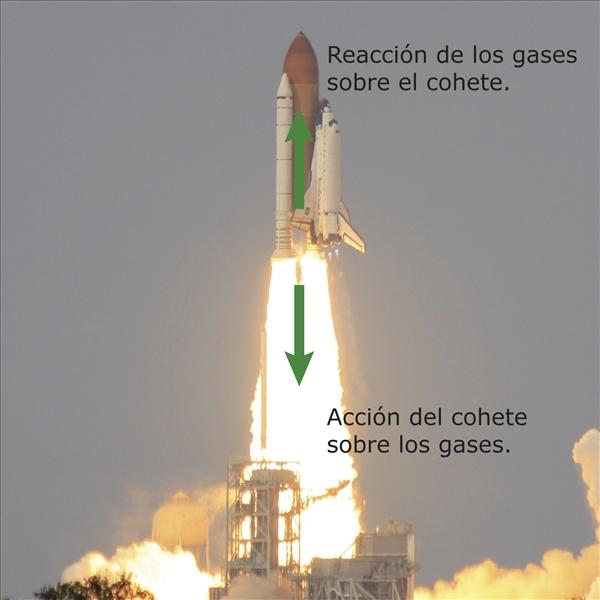 Reacción de los gases
sobre el cohete.
Acción del cohete
sobre los gases.